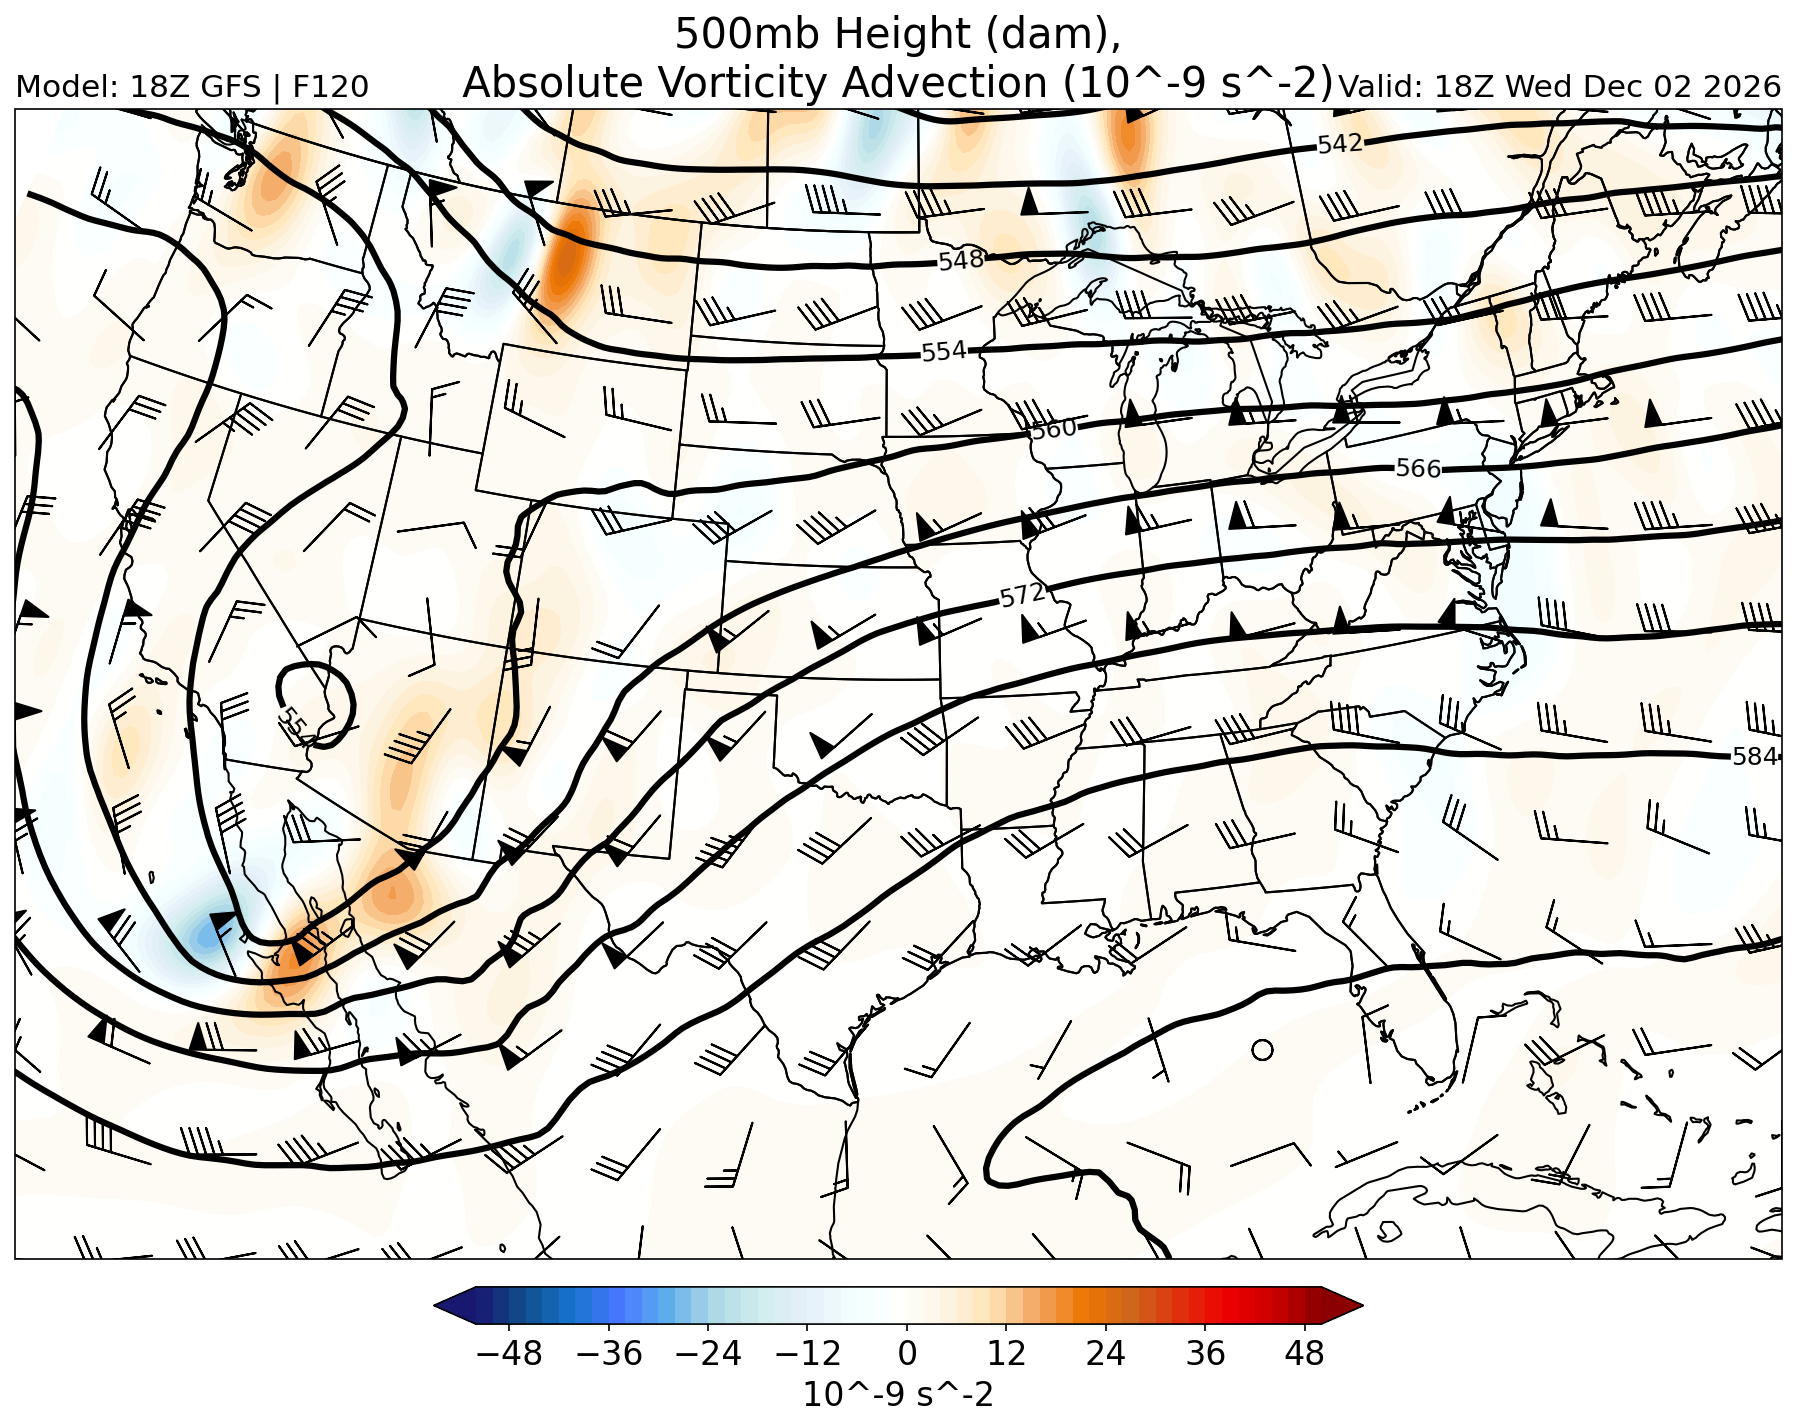 500mb Height (dam),
Model: 18Z GFS | F120
Absolute Vorticity Advection (10^-9 s^-2)
Valid: 18Z Wed Dec 02 2026
542
548
554
560
566
572
584
−48 −36 −24 −12 0 12 24 36 48
10^-9 s^-2